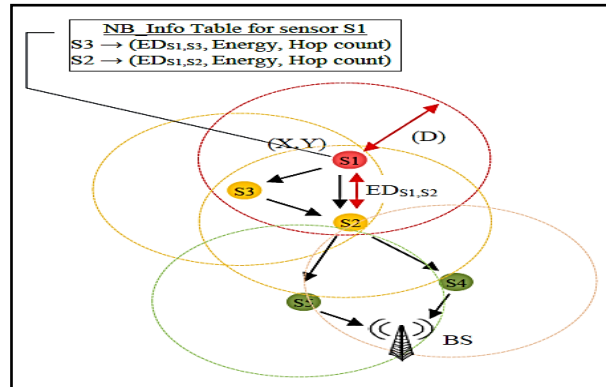 NB_Info Table for sensor S1
S3 → (EDS1,S3, Energy, Hop count)
S2 → (EDS1,S2, Energy, Hop count)
(X,Y)
(D)
S1
S3
EDS1,S2
S2
S4
S5
BS